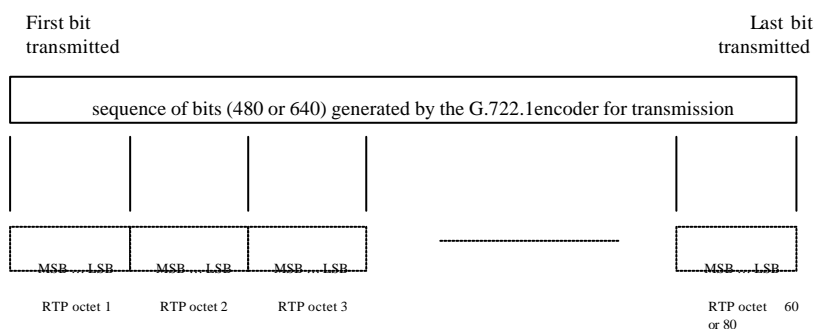 First bit
transmitted
Last bit
transmitted
sequence of bits (480 or 640) generated by the G.722.1encoder for transmission
MSB ... LSB MSB ... LSB MSB ... LSB MSB ... LSB
RTP octet 1 RTP octet 2 RTP octet 3 RTP octet 60
or 80